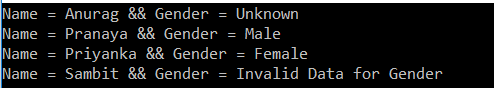 Name = Anurag && Gender = Unknown
Name = Pranaya && Gender = Male
Name = Priyanka && Gender = Female
Name = Sambit && Gender = Invalid Data for Gender